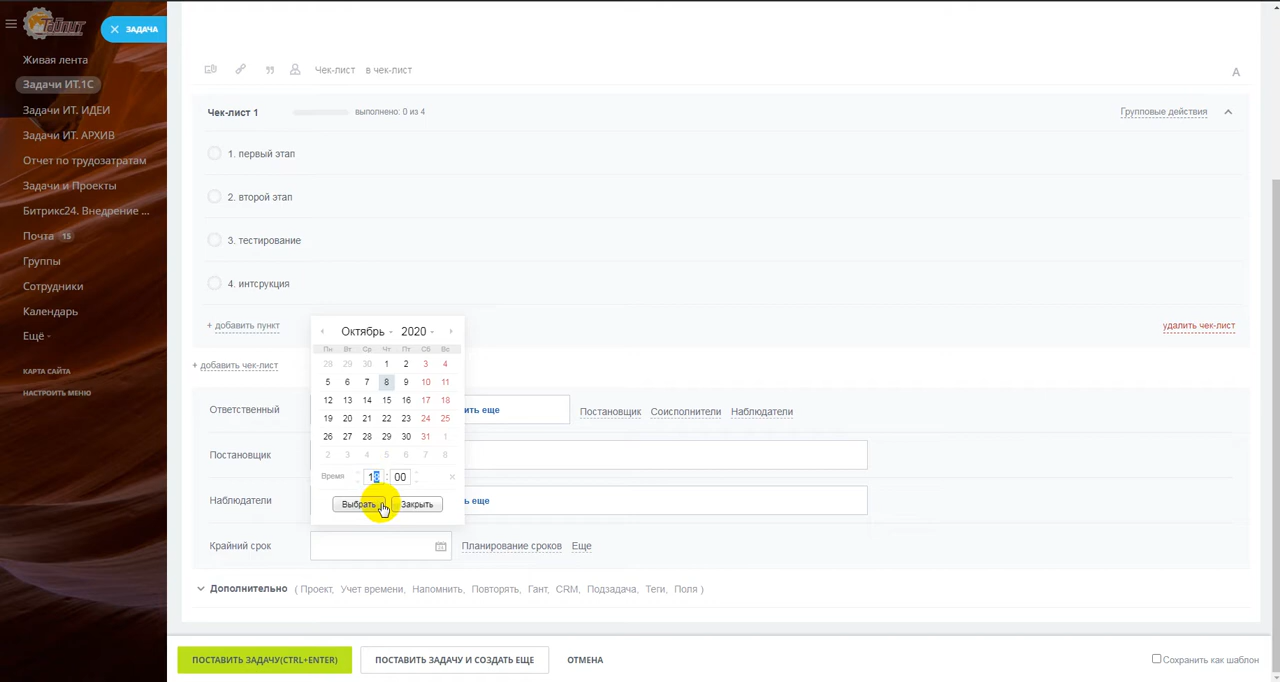 Тайпит
ЗАДАЧА
Живая лента
Задачи ИТ.1С
Задачи ИТ. ИДЕИ
Задачи ИТ. АРХИВ
Отчет по трудозатратам
Задачи и Проекты
Битрикс24. Внедрение ...
Почта 15
Группы
Сотрудники
Календарь
Ещё
КАРТА САЙТА
НАСТРОИТЬ МЕНЮ
Чек-лист в чек-лист
A
Чек-лист 1 выполнено: 0 из 4 Групповые действия
1. первый этап
2. второй этап
3. тестирование
4. интсрукция
+ добавить пункт удалить чек-лист
+ добавить чек-лист
Октябрь 2020
Пн Вт Ср Чт Пт Сб Вс
28 29 30 1 2 3 4
5 6 7 8 9 10 11
12 13 14 15 16 17 18
19 20 21 22 23 24 25
26 27 28 29 30 31 1
2 3 4 5 6 7 8
Время : 00
Выбрать Закрыть
Ответственный ить еще Постановщик Соисполнители Наблюдатели
Постановщик
Наблюдатели ь еще
Крайний срок Планирование сроков Еще
Дополнительно ( Проект, Учет времени, Напомнить, Повторять, Гант, CRM, Подзадача, Теги, Поля )
ПОСТАВИТЬ ЗАДАЧУ(CTRL+ENTER) ПОСТАВИТЬ ЗАДАЧУ И СОЗДАТЬ ЕЩЕ ОТМЕНА Сохранить как шаблон